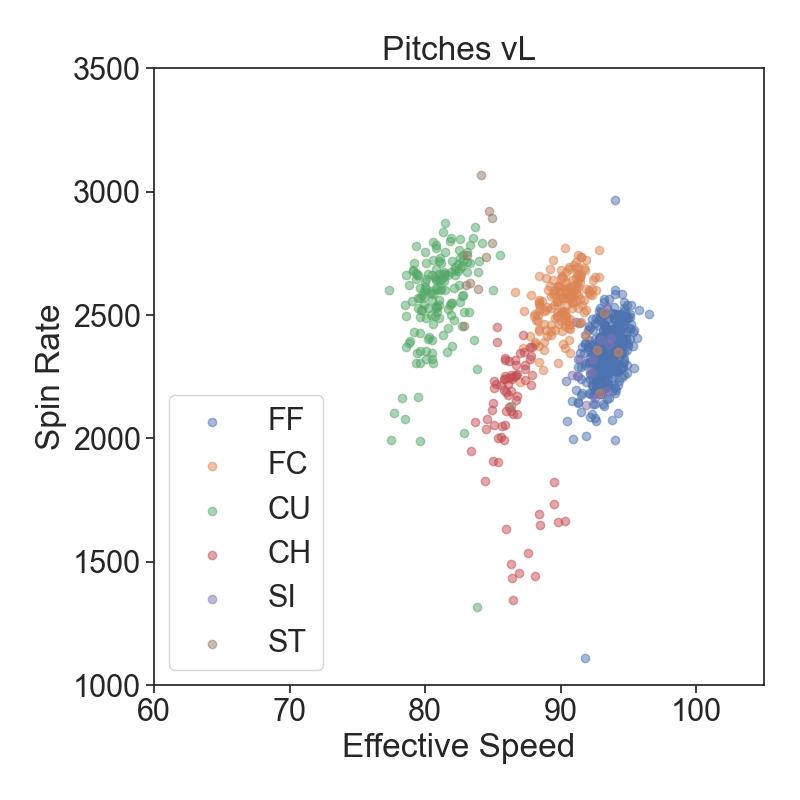 Pitches vL
3500
3000
2500
2000
1500
1000
Spin Rate
FF
FC
CU
CH
SI
ST
60
70
80
90
100
Effective Speed